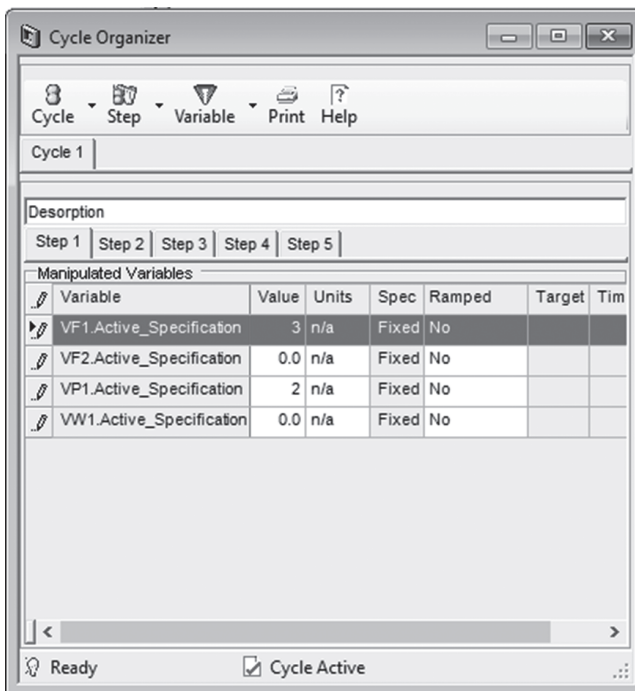 Cycle Organizer
Cycle Step Variable Print Help
Cycle 1
Desorption
Step 1 Step 2 Step 3 Step 4 Step 5
Manipulated Variables
Variable Value Units Spec Ramped Target Tim
VF1.Active_Specification 3 n/a Fixed No
VF2.Active_Specification 0.0 n/a Fixed No
VP1.Active_Specification 2 n/a Fixed No
VW1.Active_Specification 0.0 n/a Fixed No
Ready Cycle Active